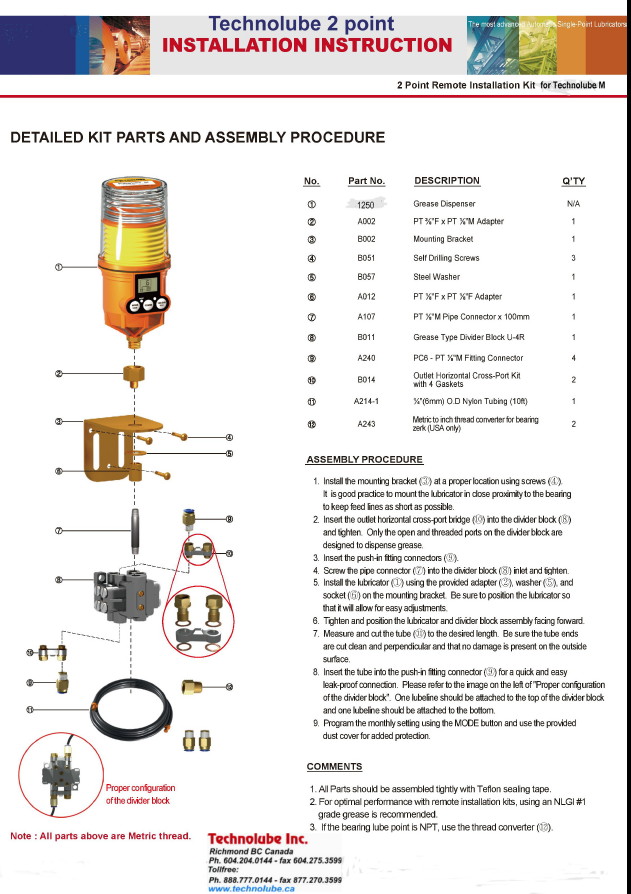 Technolube 2 point
INSTALLATION INSTRUCTION
The most advanced Automatic Single-Point Lubricators
2 Point Remote Installation Kit for Technolube M
DETAILED KIT PARTS AND ASSEMBLY PROCEDURE
No. Part No. DESCRIPTION Q'TY
① 1250 Grease Dispenser N/A
② A002 PT ⅜"F x PT ⅛"M Adapter 1
③ B002 Mounting Bracket 1
④ B051 Self Drilling Screws 3
⑤ B057 Steel Washer 1
⑥ A012 PT ⅛"F x PT ⅛"F Adapter 1
⑦ A107 PT ⅛"M Pipe Connector x 100mm 1
⑧ B011 Grease Type Divider Block U-4R 1
⑨ A240 PC6 - PT ⅛"M Fitting Connector 4
⑩ B014 Outlet Horizontal Cross-Port Kit
with 4 Gaskets 2
⑪ A214-1 ¼"(6mm) O.D Nylon Tubing (10ft) 1
⑫ A243 Metric to inch thread converter for bearing
zerk (USA only) 2
ASSEMBLY PROCEDURE
1. Install the mounting bracket (③) at a proper location using screws (④).
It is good practice to mount the lubricator in close proximity to the bearing
to keep feed lines as short as possible.
2. Insert the outlet horizontal cross-port bridge (⑩) into the divider block (⑧)
and tighten. Only the open and threaded ports on the divider block are
designed to dispense grease.
3. Insert the push-in fitting connectors (⑨).
4. Screw the pipe connector (⑦) into the divider block (⑧) inlet and tighten.
5. Install the lubricator (①) using the provided adapter (②), washer (⑤), and
socket (⑥) on the mounting bracket. Be sure to position the lubricator so
that it will allow for easy adjustments.
6. Tighten and position the lubricator and divider block assembly facing forward.
7. Measure and cut the tube (⑪) to the desired length. Be sure the tube ends
are cut clean and perpendicular and that no damage is present on the outside
surface.
8. Insert the tube into the push-in fitting connector (⑨) for a quick and easy
leak-proof connection. Please refer to the image on the left of "Proper configuration
of the divider block". One lubeline should be attached to the top of the divider block
and one lubeline should be attached to the bottom.
9. Program the monthly setting using the MODE button and use the provided
dust cover for added protection.
COMMENTS
1. All Parts should be assembled tightly with Teflon sealing tape.
2. For optimal performance with remote installation kits, using an NLGI #1
grade grease is recommended.
3. If the bearing lube point is NPT, use the thread converter (⑫).
①
②
③
④
⑤
⑥
⑦
⑨
⑩
⑧
⑩
⑨
⑫
⑪
Proper configuration
of the divider block
Note : All parts above are Metric thread.
Technolube Inc.
Richmond BC Canada
Ph. 604.204.0144 - fax 604.275.3599
Tollfree:
Ph. 888.777.0144 - fax 877.270.3599
www.technolube.ca